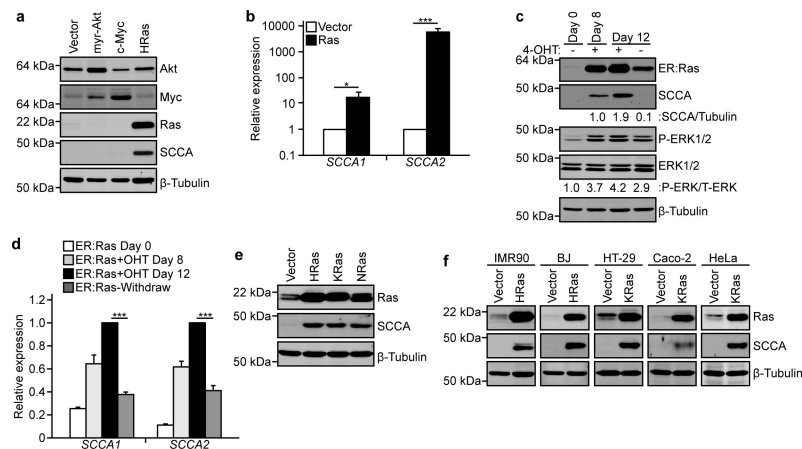 a
Vector
myr-Akt
c-Myc
HRas
64 kDa
Akt
64 kDa
Myc
22 kDa
Ras
50 kDa
SCCA
50 kDa
β-Tubulin
b
Relative expression
10000
1000
100
10
1
0.1
Vector
Ras
*
***
SCCA1
SCCA2
c
Day 0
Day 8
Day 12
4-OHT: - + + -
64 kDa
ER:Ras
50 kDa
SCCA
1.0 1.9 0.1 :SCCA/Tubulin
50 kDa
P-ERK1/2
50 kDa
ERK1/2
1.0 3.7 4.2 2.9 :P-ERK/T-ERK
50 kDa
β-Tubulin
d
ER:Ras Day 0
ER:Ras+OHT Day 8
ER:Ras+OHT Day 12
ER:Ras-Withdraw
Relative expression
1.2
1.0
0.8
0.6
0.4
0.2
0
***
***
SCCA1
SCCA2
e
Vector
HRas
KRas
NRas
22 kDa
Ras
50 kDa
SCCA
50 kDa
β-Tubulin
f
IMR90
BJ
HT-29
Caco-2
HeLa
Vector
HRas
Vector
HRas
Vector
KRas
Vector
KRas
Vector
KRas
22 kDa
Ras
50 kDa
SCCA
50 kDa
β-Tubulin